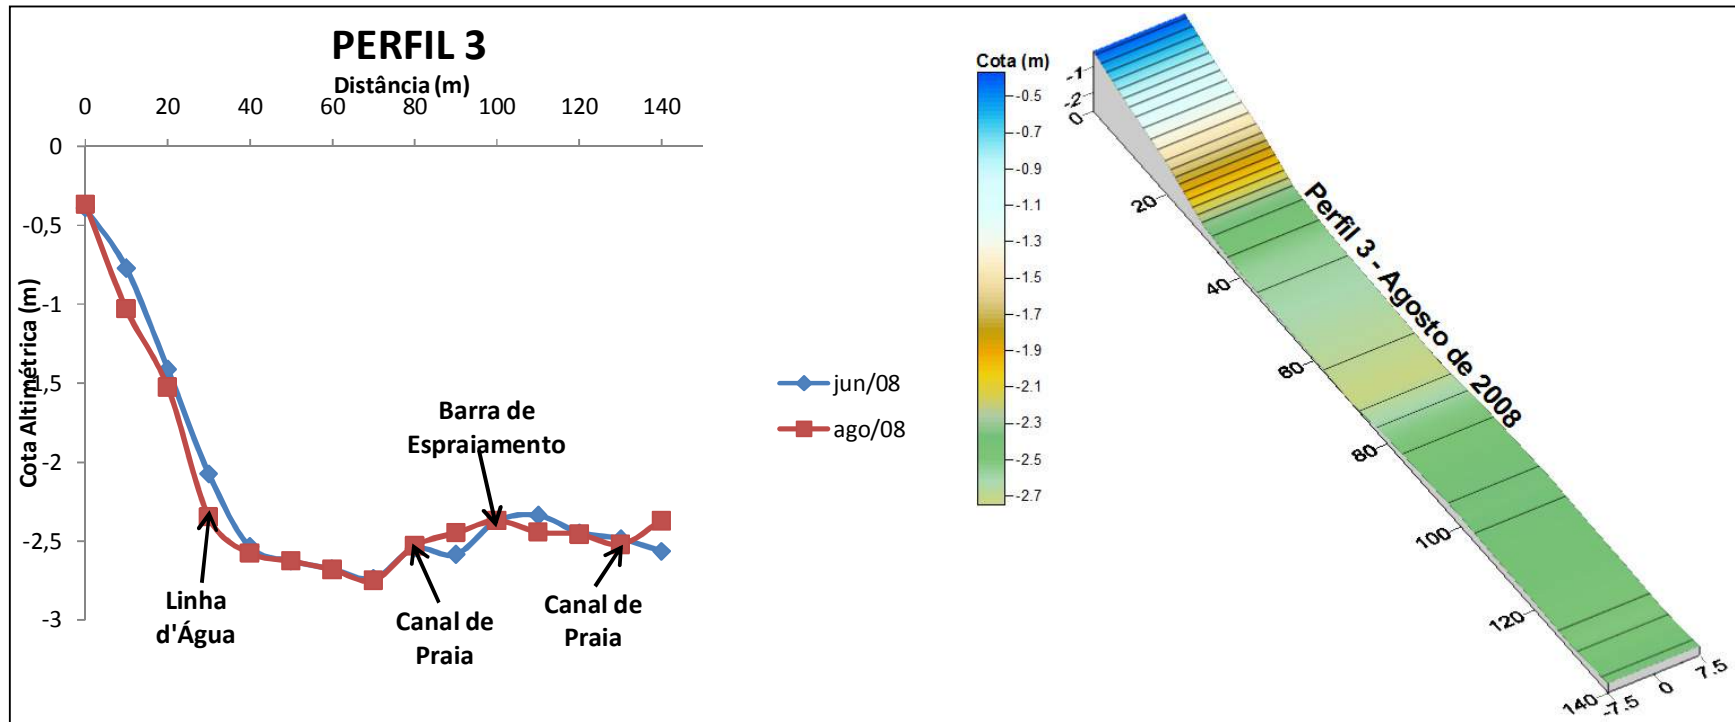 PERFIL 3
Distância (m)
0 20 40 60 80 100 120 140
0
-0,5
-1
-1,5
-2
-2,5
-3
Cota Altimétrica (m)
Barra de
Espraiamento
Linha
d'Água
Canal de
Praia
Canal de
Praia
jun/08
ago/08
Cota (m)
-0.5
-0.7
-0.9
-1.1
-1.3
-1.5
-1.7
-1.9
-2.1
-2.3
-2.5
-2.7
-1
-2
0
20
40
60
80
100
120
140
-7.5
0
7.5
Perfil 3 - Agosto de 2008